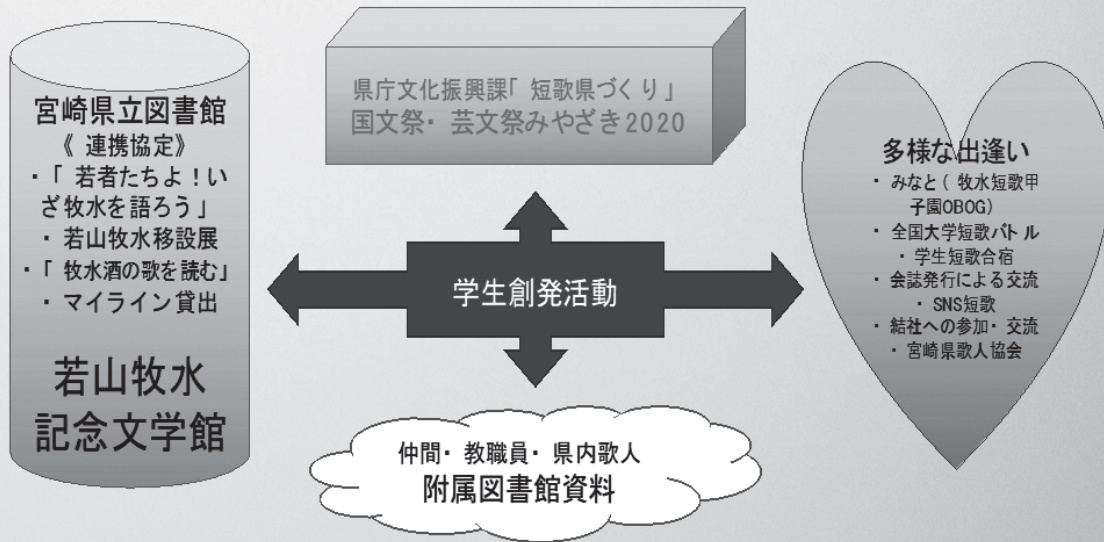 宮崎県立図書館
《 連携協定》
・「 若者たちよ！い
ざ牧水を語ろう」
・ 若山牧水移設展
・「 牧水酒の歌を読む」
・ マイライン貸出
若山牧水
記念文学館
県庁文化振興課「 短歌県づくり」
国文祭・ 芸文祭みやざき2020
学生創発活動
仲間・ 教職員・ 県内歌人
附属図書館資料
多様な出逢い
・ みなと（ 牧水短歌甲
子園OBOG）
・ 全国大学短歌バトル
・ 学生短歌合宿
・ 会誌発行による交流
・ SNS短歌
・ 結社への参加・ 交流
・ 宮崎県歌人協会